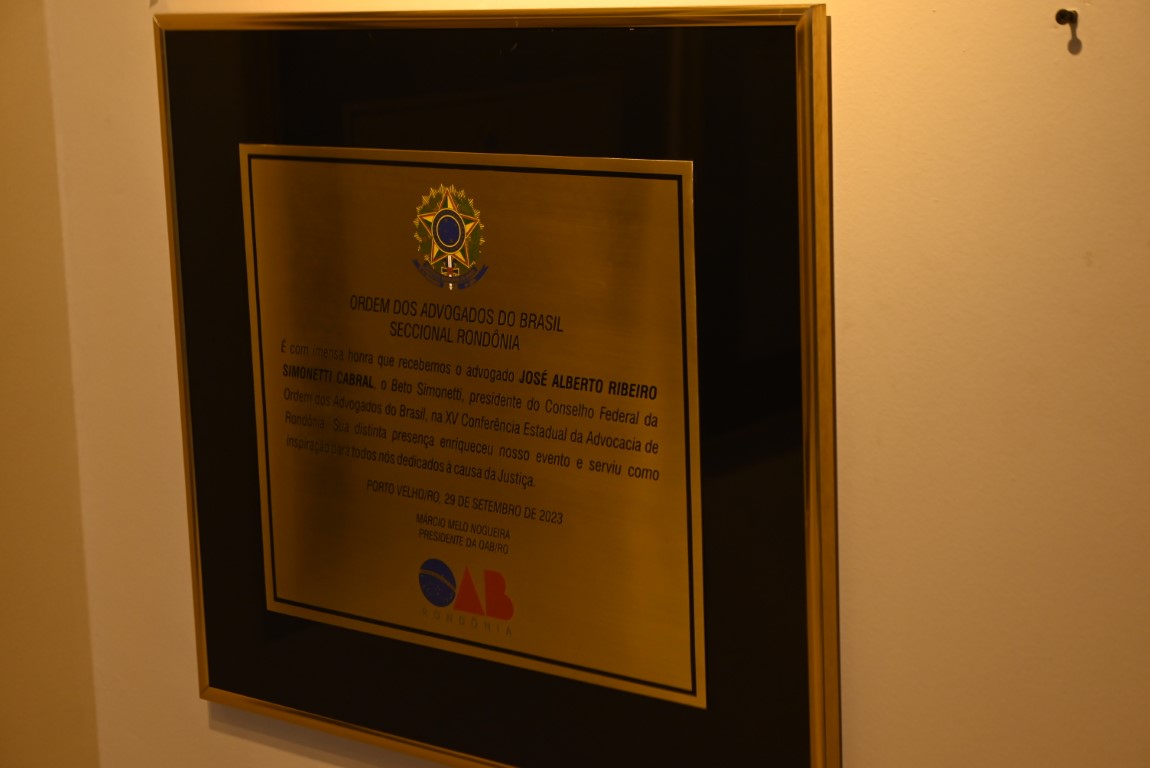 ORDEM DOS ADVOGADOS DO BRASIL
SECCIONAL RONDÔNIA
É com imensa honra que recebemos o advogado JOSÉ ALBERTO RIBEIRO
SIMONETTI CABRAL, o Beto Simonetti, presidente do Conselho Federal da
Ordem dos Advogados do Brasil, na XV Conferência Estadual da Advocacia de
Rondônia. Sua distinta presença enriqueceu nosso evento e serviu como
inspiração para todos nós dedicados à causa da Justiça.
PORTO VELHO/RO, 29 DE SETEMBRO DE 2023
MÁRCIO MELO NOGUEIRA
PRESIDENTE DA OAB/RO
OAB
RONDÔNIA